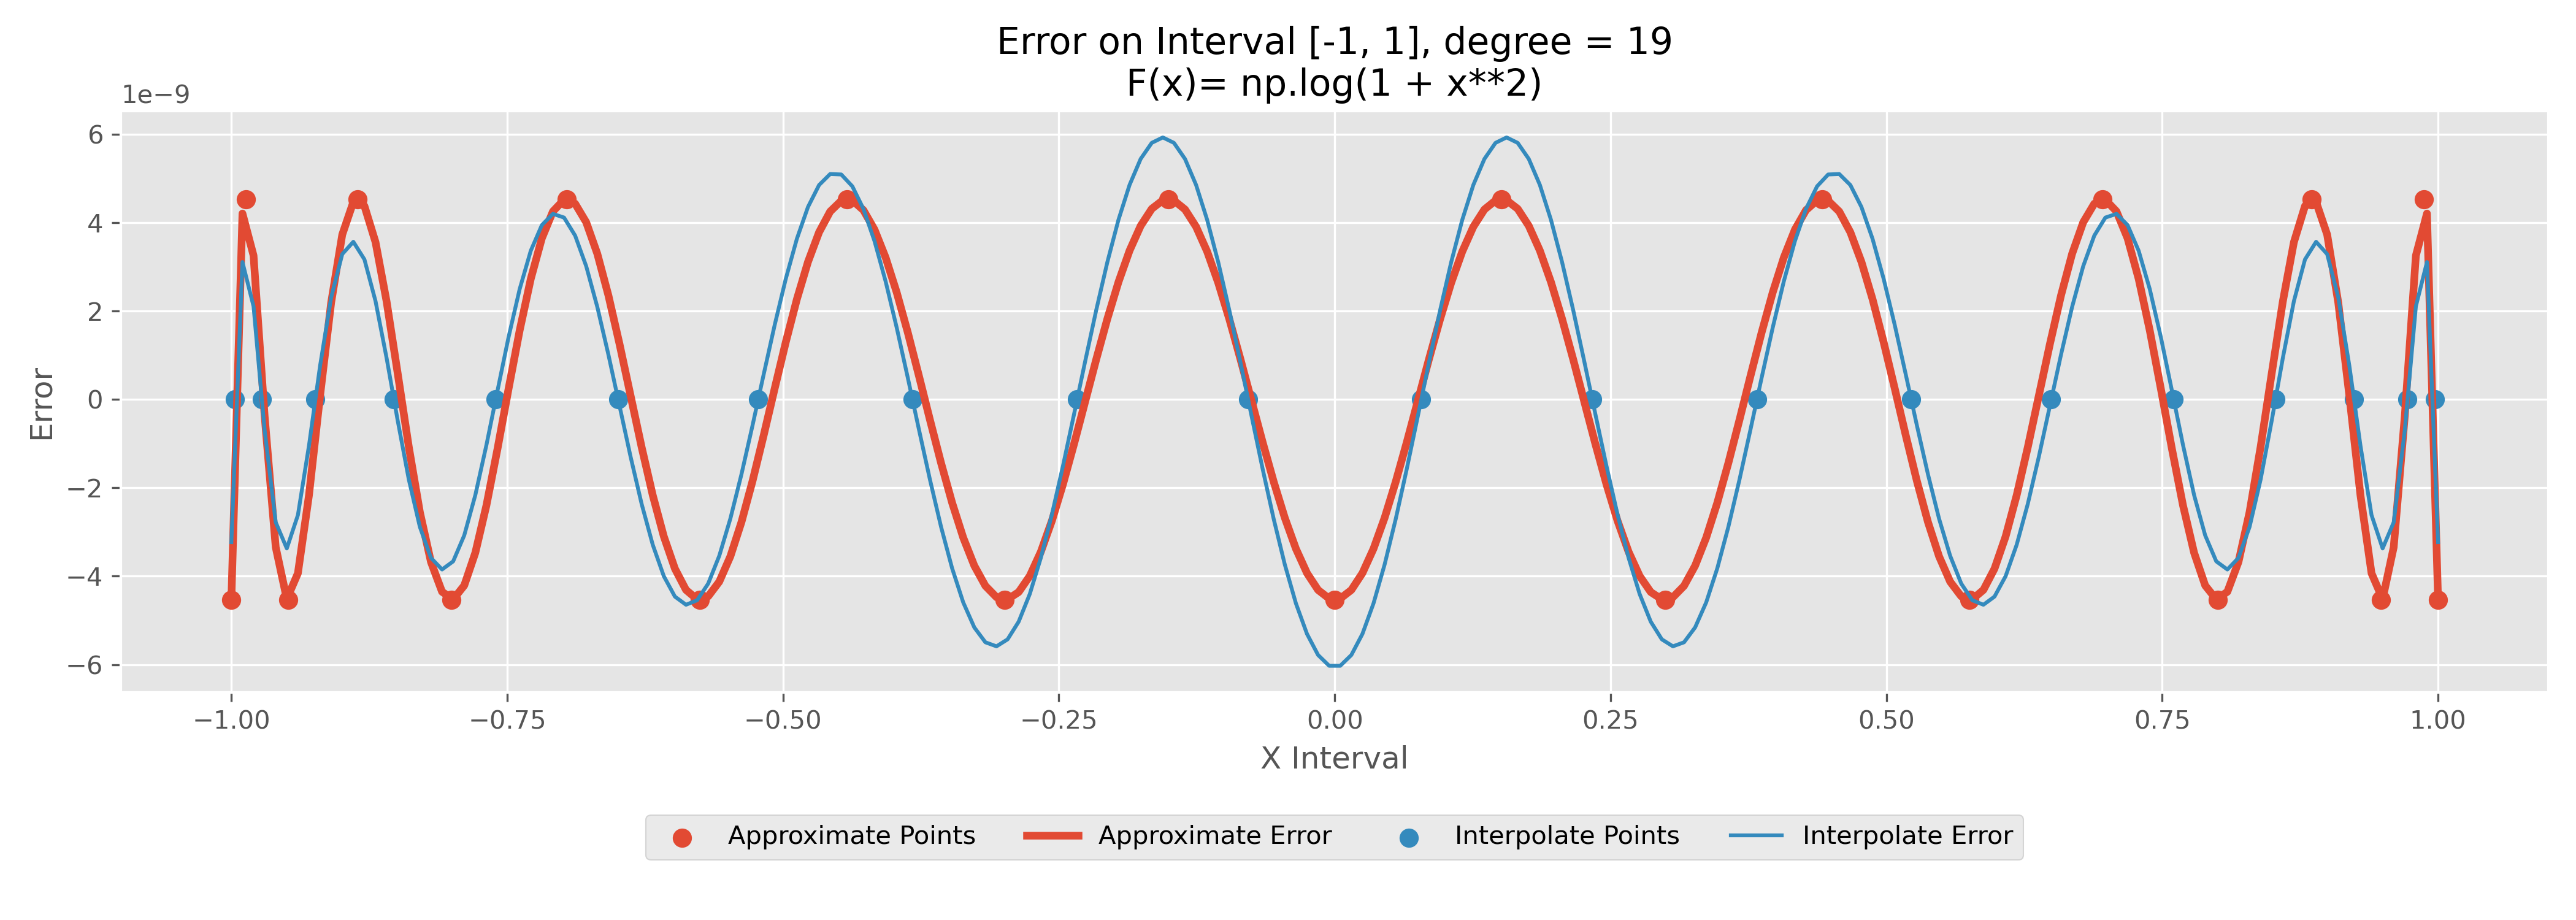 Error on Interval [-1, 1], degree = 19
F(x)= np.log(1 + x**2)
1e−9
6
4
2
0
−2
−4
−6
Error
−1.00 −0.75 −0.50 −0.25 0.00 0.25 0.50 0.75 1.00
X Interval
Approximate Points Approximate Error Interpolate Points Interpolate Error